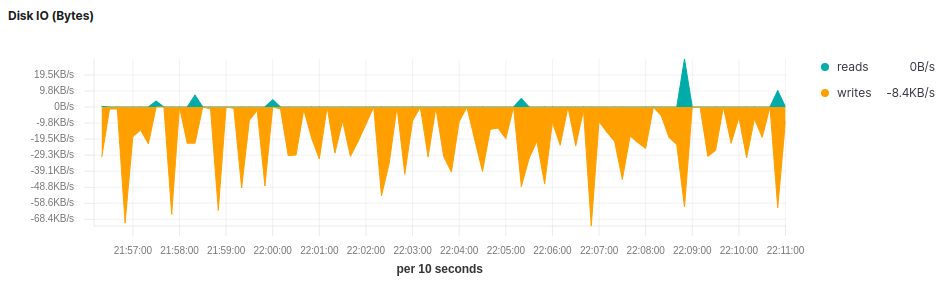 Disk IO (Bytes)
19.5KB/s
9.8KB/s
0B/s
-9.8KB/s
-19.5KB/s
-29.3KB/s
-39.1KB/s
-48.8KB/s
-58.6KB/s
-68.4KB/s
21:57:00 21:58:00 21:59:00 22:00:00 22:01:00 22:02:00 22:03:00 22:04:00 22:05:00 22:06:00 22:07:00 22:08:00 22:09:00 22:10:00 22:11:00
per 10 seconds
reads 0B/s
writes -8.4KB/s